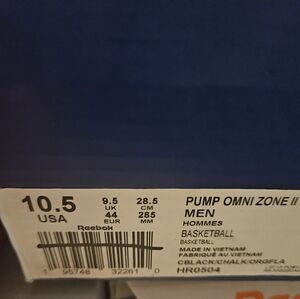 10.5 9.5 28.5 PUMP OMNI ZONE II
USA UK CM MEN
44 285 HOMMES
EUR MM BASKETBALL
Reebok BASKETBALL
MADE IN VIETNAM
FABRIQUÉ AU VIETNAM
CBLACK/CHALK/ORGFLA
HR0504